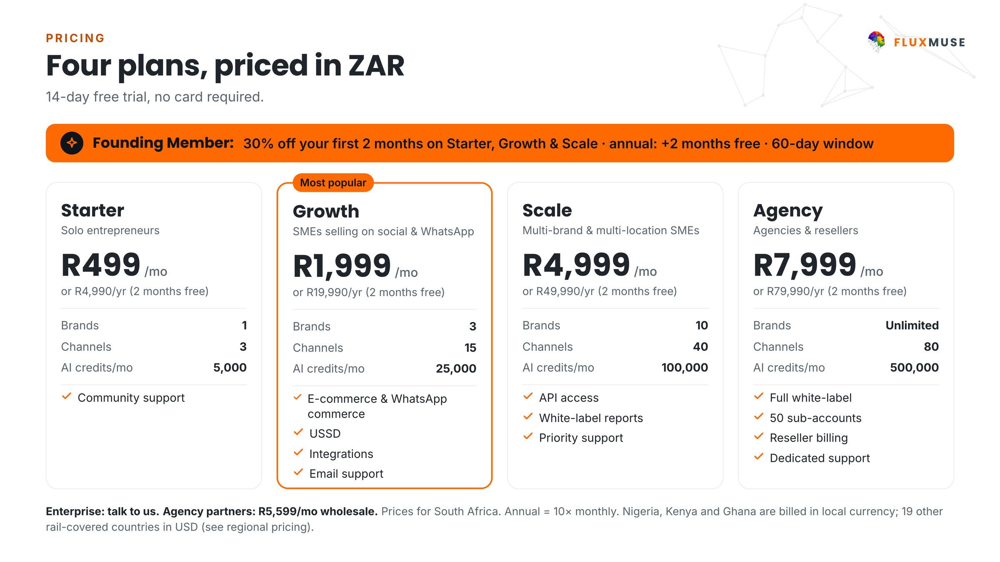 PRICING
FLUXMUSE
Four plans, priced in ZAR
14-day free trial, no card required.
Founding Member: 30% off your first 2 months on Starter, Growth & Scale · annual: +2 months free · 60-day window
Starter
Solo entrepreneurs
R499 /mo
or R4,990/yr (2 months free)
Brands 1
Channels 3
AI credits/mo 5,000
Community support
Most popular
Growth
SMEs selling on social & WhatsApp
R1,999 /mo
or R19,990/yr (2 months free)
Brands 3
Channels 15
AI credits/mo 25,000
E-commerce & WhatsApp
commerce
USSD
Integrations
Email support
Scale
Multi-brand & multi-location SMEs
R4,999 /mo
or R49,990/yr (2 months free)
Brands 10
Channels 40
AI credits/mo 100,000
API access
White-label reports
Priority support
Agency
Agencies & resellers
R7,999 /mo
or R79,990/yr (2 months free)
Brands Unlimited
Channels 80
AI credits/mo 500,000
Full white-label
50 sub-accounts
Reseller billing
Dedicated support
Enterprise: talk to us. Agency partners: R5,599/mo wholesale. Prices for South Africa. Annual = 10× monthly. Nigeria, Kenya and Ghana are billed in local currency; 19 other
rail-covered countries in USD (see regional pricing).